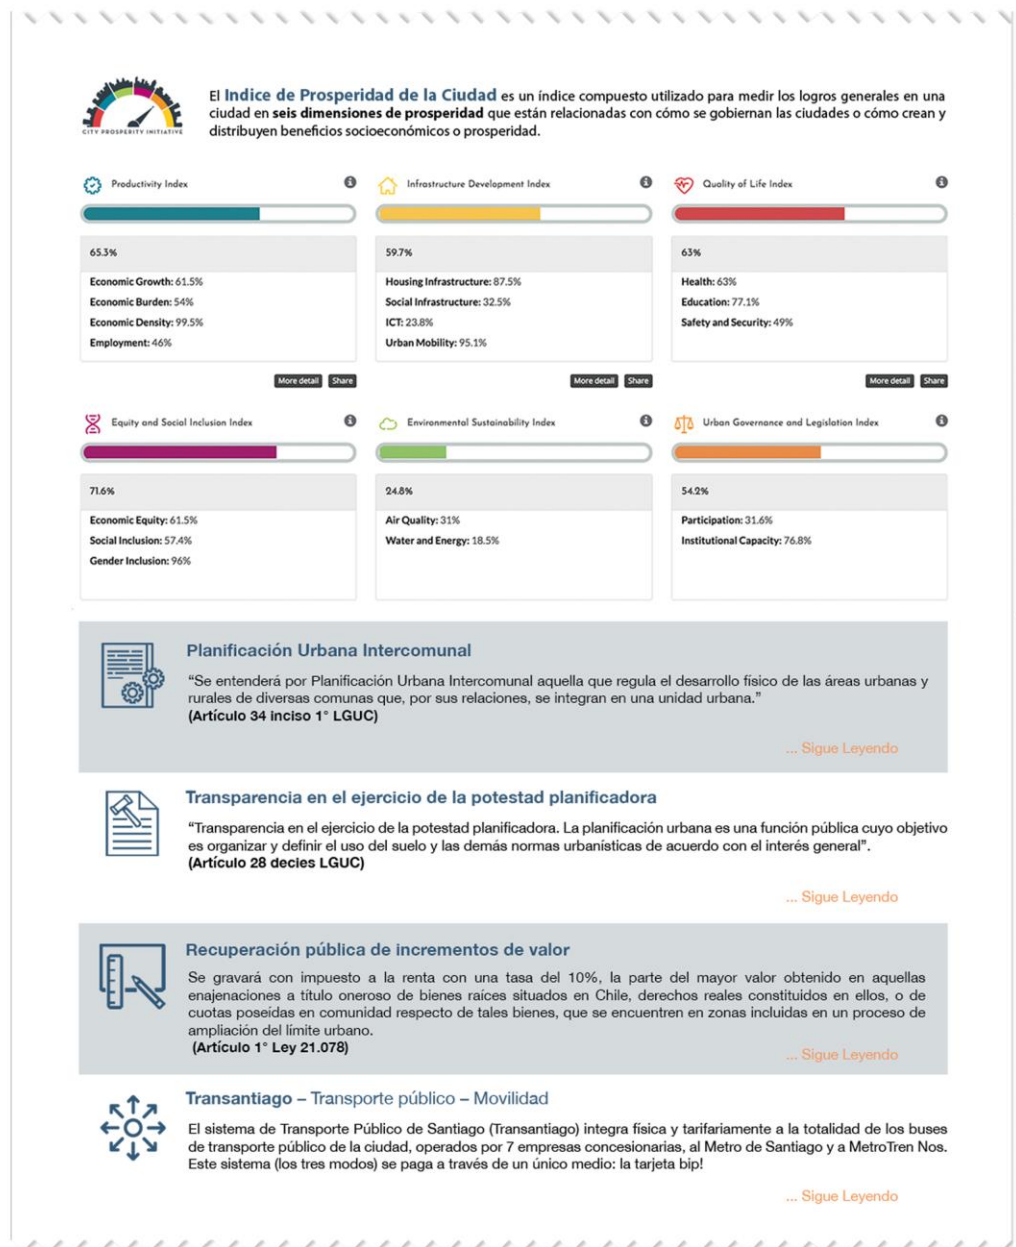 CITY PROSPERITY INITIATIVE
El Indice de Prosperidad de la Ciudad es un índice compuesto utilizado para medir los logros generales en una
ciudad en seis dimensiones de prosperidad que están relacionadas con cómo se gobiernan las ciudades o cómo crean y
distribuyen beneficios socioeconómicos o prosperidad.
Productivity Index
65.3%
Economic Growth: 61.5%
Economic Burden: 54%
Economic Density: 99.5%
Employment: 46%
More detail Share
Infrastructure Development Index
59.7%
Housing Infrastructure: 87.5%
Social Infrastructure: 32.5%
ICT: 23.8%
Urban Mobility: 95.1%
More detail Share
Quality of Life Index
63%
Health: 63%
Education: 77.1%
Safety and Security: 49%
More detail Share
Equity and Social Inclusion Index
71.6%
Economic Equity: 61.5%
Social Inclusion: 57.4%
Gender Inclusion: 96%
Environmental Sustainability Index
24.8%
Air Quality: 31%
Water and Energy: 18.5%
Urban Governance and Legislation Index
54.2%
Participation: 31.6%
Institutional Capacity: 76.8%
Planificación Urbana Intercomunal
“Se entenderá por Planificación Urbana Intercomunal aquella que regula el desarrollo físico de las áreas urbanas y
rurales de diversas comunas que, por sus relaciones, se integran en una unidad urbana.”
(Artículo 34 inciso 1° LGUC)
... Sigue Leyendo
Transparencia en el ejercicio de la potestad planificadora
“Transparencia en el ejercicio de la potestad planificadora. La planificación urbana es una función pública cuyo objetivo
es organizar y definir el uso del suelo y las demás normas urbanísticas de acuerdo con el interés general”.
(Artículo 28 decies LGUC)
... Sigue Leyendo
Recuperación pública de incrementos de valor
Se gravará con impuesto a la renta con una tasa del 10%, la parte del mayor valor obtenido en aquellas
enajenaciones a título oneroso de bienes raíces situados en Chile, derechos reales constituidos en ellos, o de
cuotas poseídas en comunidad respecto de tales bienes, que se encuentren en zonas incluidas en un proceso de
ampliación del límite urbano.
(Artículo 1° Ley 21.078)
... Sigue Leyendo
Transantiago – Transporte público – Movilidad
El sistema de Transporte Público de Santiago (Transantiago) integra física y tarifariamente a la totalidad de los buses
de transporte público de la ciudad, operados por 7 empresas concesionarias, al Metro de Santiago y a MetroTren Nos.
Este sistema (los tres modos) se paga a través de un único medio: la tarjeta bip!
... Sigue Leyendo